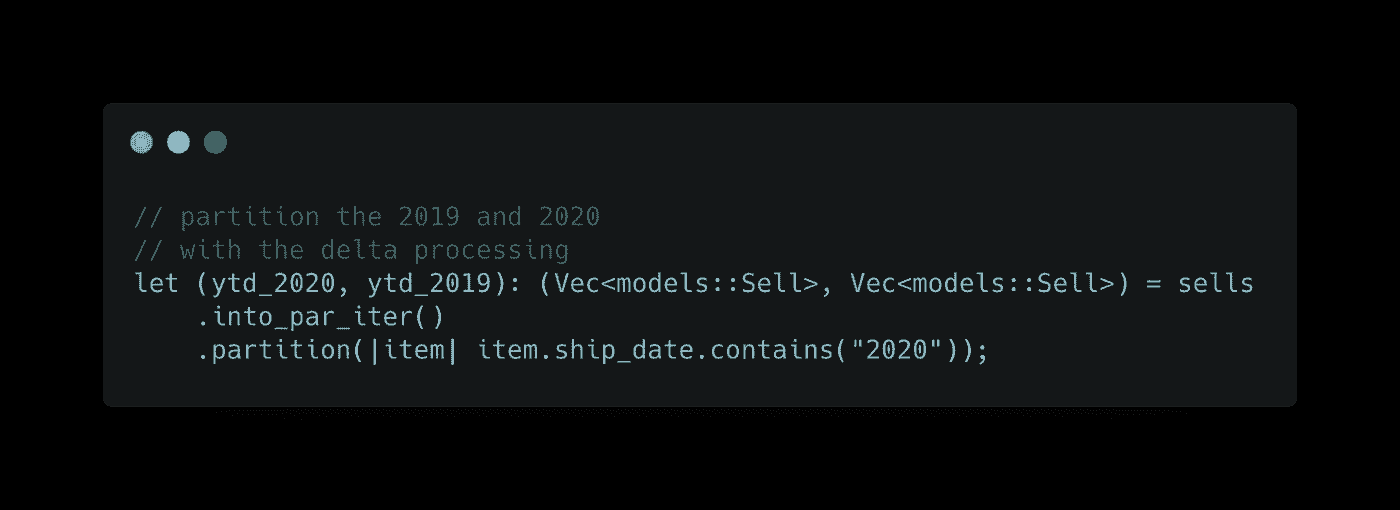 // partition the 2019 and 2020
// with the delta processing
let (ytd_2020, ytd_2019): (Vec<models::Sell>, Vec<models::Sell>) = sells
    .into_par_iter()
    .partition(|item| item.ship_date.contains("2020"));